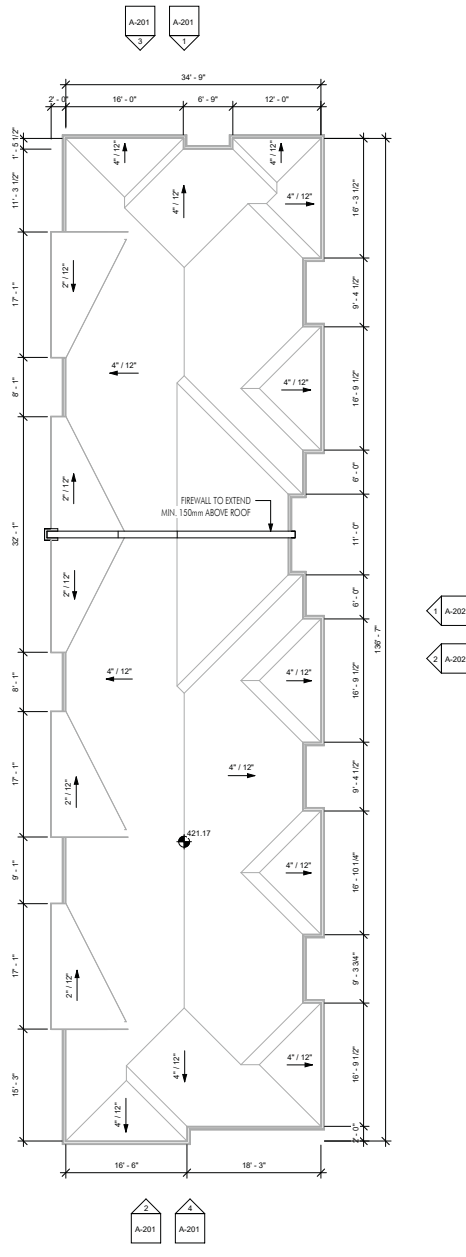 A-201
A-201
3
1
34' - 9"
2' - 0"
16' - 0"
6' - 9"
12' - 0"
1' - 5 1/2"
11' - 3 1/2"
17' - 1"
8' - 1"
32' - 1"
8' - 1"
17' - 1"
9' - 1"
17' - 1"
15' - 3"
4" / 12"
4" / 12"
4" / 12"
4" / 12"
2" / 12"
4" / 12"
4" / 12"
2" / 12"
FIREWALL TO EXTEND
MIN. 150mm ABOVE ROOF
2" / 12"
4" / 12"
4" / 12"
4" / 12"
2" / 12"
421.17
4" / 12"
2" / 12"
4" / 12"
4" / 12"
4" / 12"
16' - 3 1/2"
9' - 4 1/2"
16' - 9 1/2"
6' - 0"
11' - 0"
6' - 0"
16' - 9 1/2"
9' - 4 1/2"
16' - 10 1/4"
9' - 3 3/4"
16' - 9 1/2"
2' - 0"
136' - 7"
1 A-202
2 A-202
16' - 6"
18' - 3"
2
4
A-201
A-201